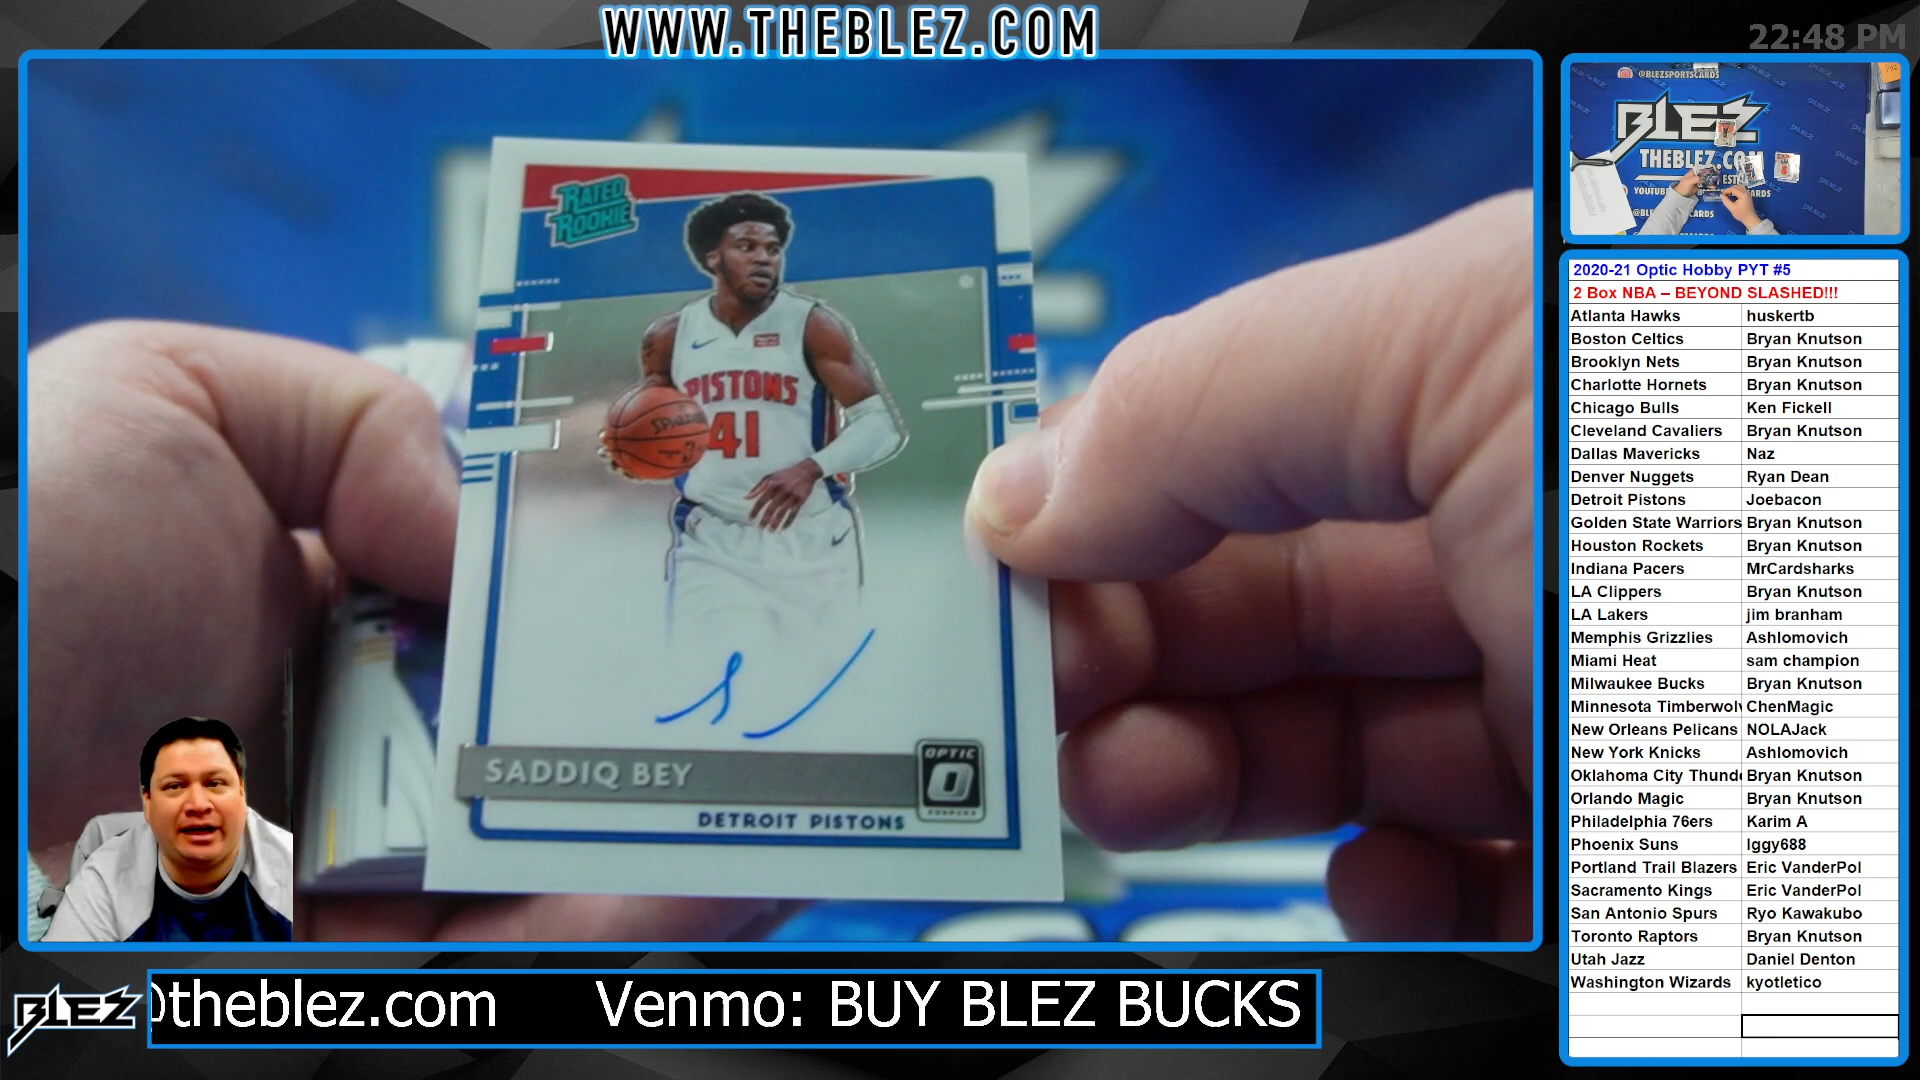 WWW.THEBLEZ.COM
22:48 PM
RATED
ROOKIE
PISTONS
41
SPALDING
SADDIQ BEY
OPTIC
DETROIT PISTONS
@BLEZSPORTSCARDS
BLEZ
THEBLEZ.COM
2020-21 Optic Hobby PYT #5
2 Box NBA – BEYOND SLASHED!!!
Atlanta Hawks huskertb
Boston Celtics Bryan Knutson
Brooklyn Nets Bryan Knutson
Charlotte Hornets Bryan Knutson
Chicago Bulls Ken Fickell
Cleveland Cavaliers Bryan Knutson
Dallas Mavericks Naz
Denver Nuggets Ryan Dean
Detroit Pistons Joebacon
Golden State Warriors Bryan Knutson
Houston Rockets Bryan Knutson
Indiana Pacers MrCardsharks
LA Clippers Bryan Knutson
LA Lakers jim branham
Memphis Grizzlies Ashlomovich
Miami Heat sam champion
Milwaukee Bucks Bryan Knutson
Minnesota Timberwolv ChenMagic
New Orleans Pelicans NOLAJack
New York Knicks Ashlomovich
Oklahoma City Thunde Bryan Knutson
Orlando Magic Bryan Knutson
Philadelphia 76ers Karim A
Phoenix Suns Iggy688
Portland Trail Blazers Eric VanderPol
Sacramento Kings Eric VanderPol
San Antonio Spurs Ryo Kawakubo
Toronto Raptors Bryan Knutson
Utah Jazz Daniel Denton
Washington Wizards kyotletico
BLEZ
@theblez.com Venmo: BUY BLEZ BUCKS